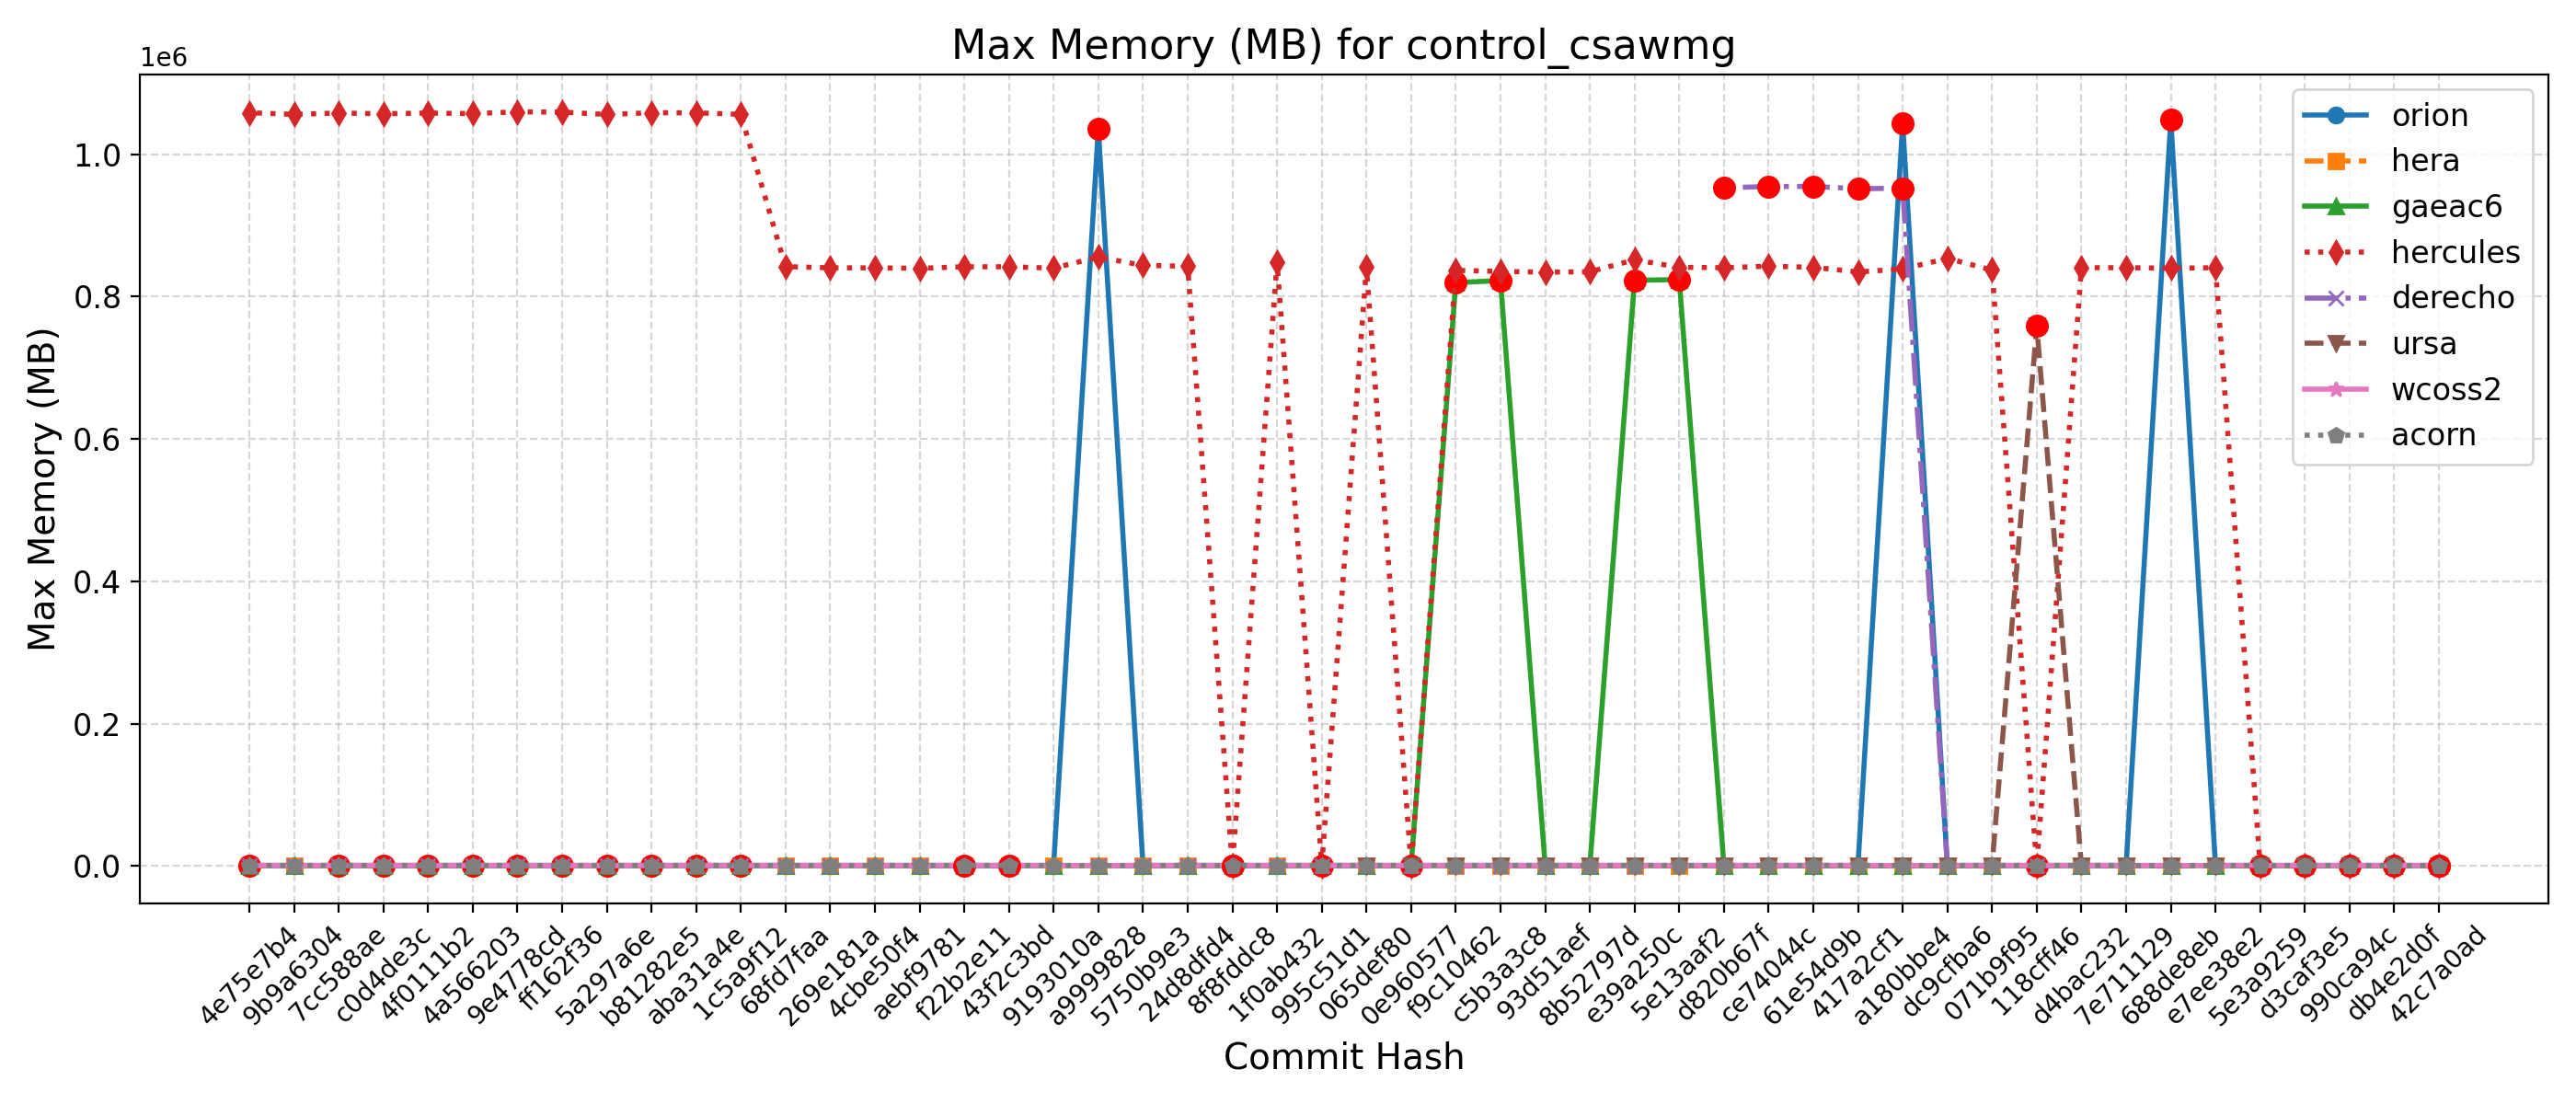 Max Memory (MB) for control_csawmg
1e6
1.0
0.8
0.6
0.4
0.2
0.0
Max Memory (MB)
orion
hera
gaeac6
hercules
derecho
ursa
wcoss2
acorn
4e75e7b4
9b9a6304
7cc588ae
c0d4de3c
4f0111b2
4a566203
9e4778cd
ff162f36
5a297a6e
b81282e5
aba31a4e
1c5a9f12
68fd7faa
269e181a
4cbe50f4
aebf9781
f22b2e11
43f2c3bd
9193010a
a9999828
5750b9e3
24d8dfd4
8f8fddc8
1f0ab432
995c51d1
065def80
0e960577
f9c10462
c5b3a3c8
93d51aef
8b52797d
e39a250c
5e13aaf2
d820b67f
ce74044c
61e54d9b
417a2cf1
a180bbe4
dc9cfba6
071b9f95
118cff46
d4bac232
7e711129
688de8eb
e7ee38e2
5e3a9259
d3caf3e5
990ca94c
db4e2d0f
42c7a0ad
Commit Hash